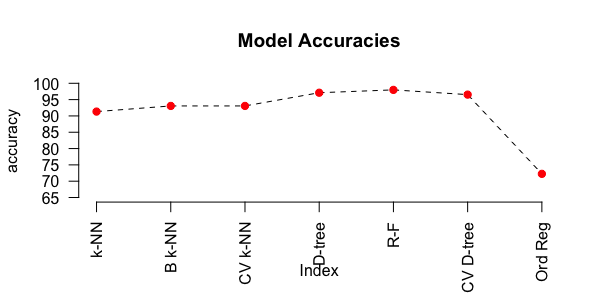 Model Accuracies
accuracy
100
95
90
85
80
75
70
65
k-NN
B k-NN
CV k-NN
D-tree
R-F
CV D-tree
Ord Reg
Index